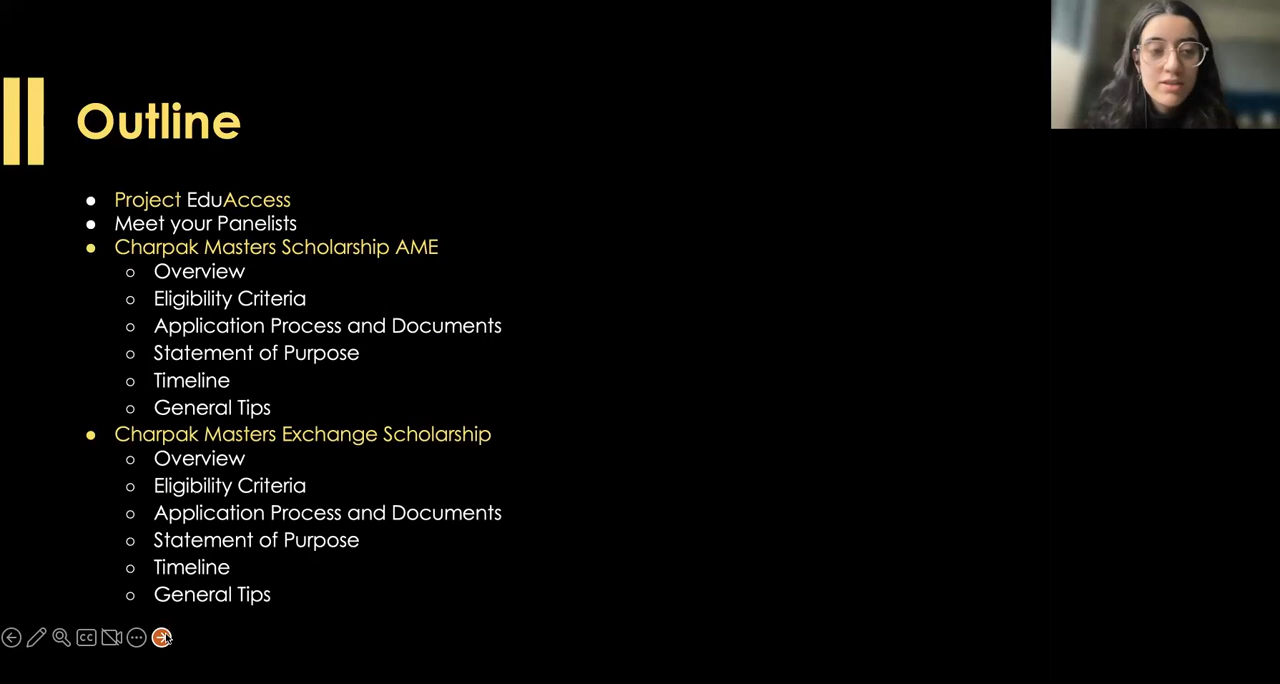 Outline
Project EduAccess
Meet your Panelists
Charpak Masters Scholarship AME
Overview
Eligibility Criteria
Application Process and Documents
Statement of Purpose
Timeline
General Tips
Charpak Masters Exchange Scholarship
Overview
Eligibility Criteria
Application Process and Documents
Statement of Purpose
Timeline
General Tips
CC